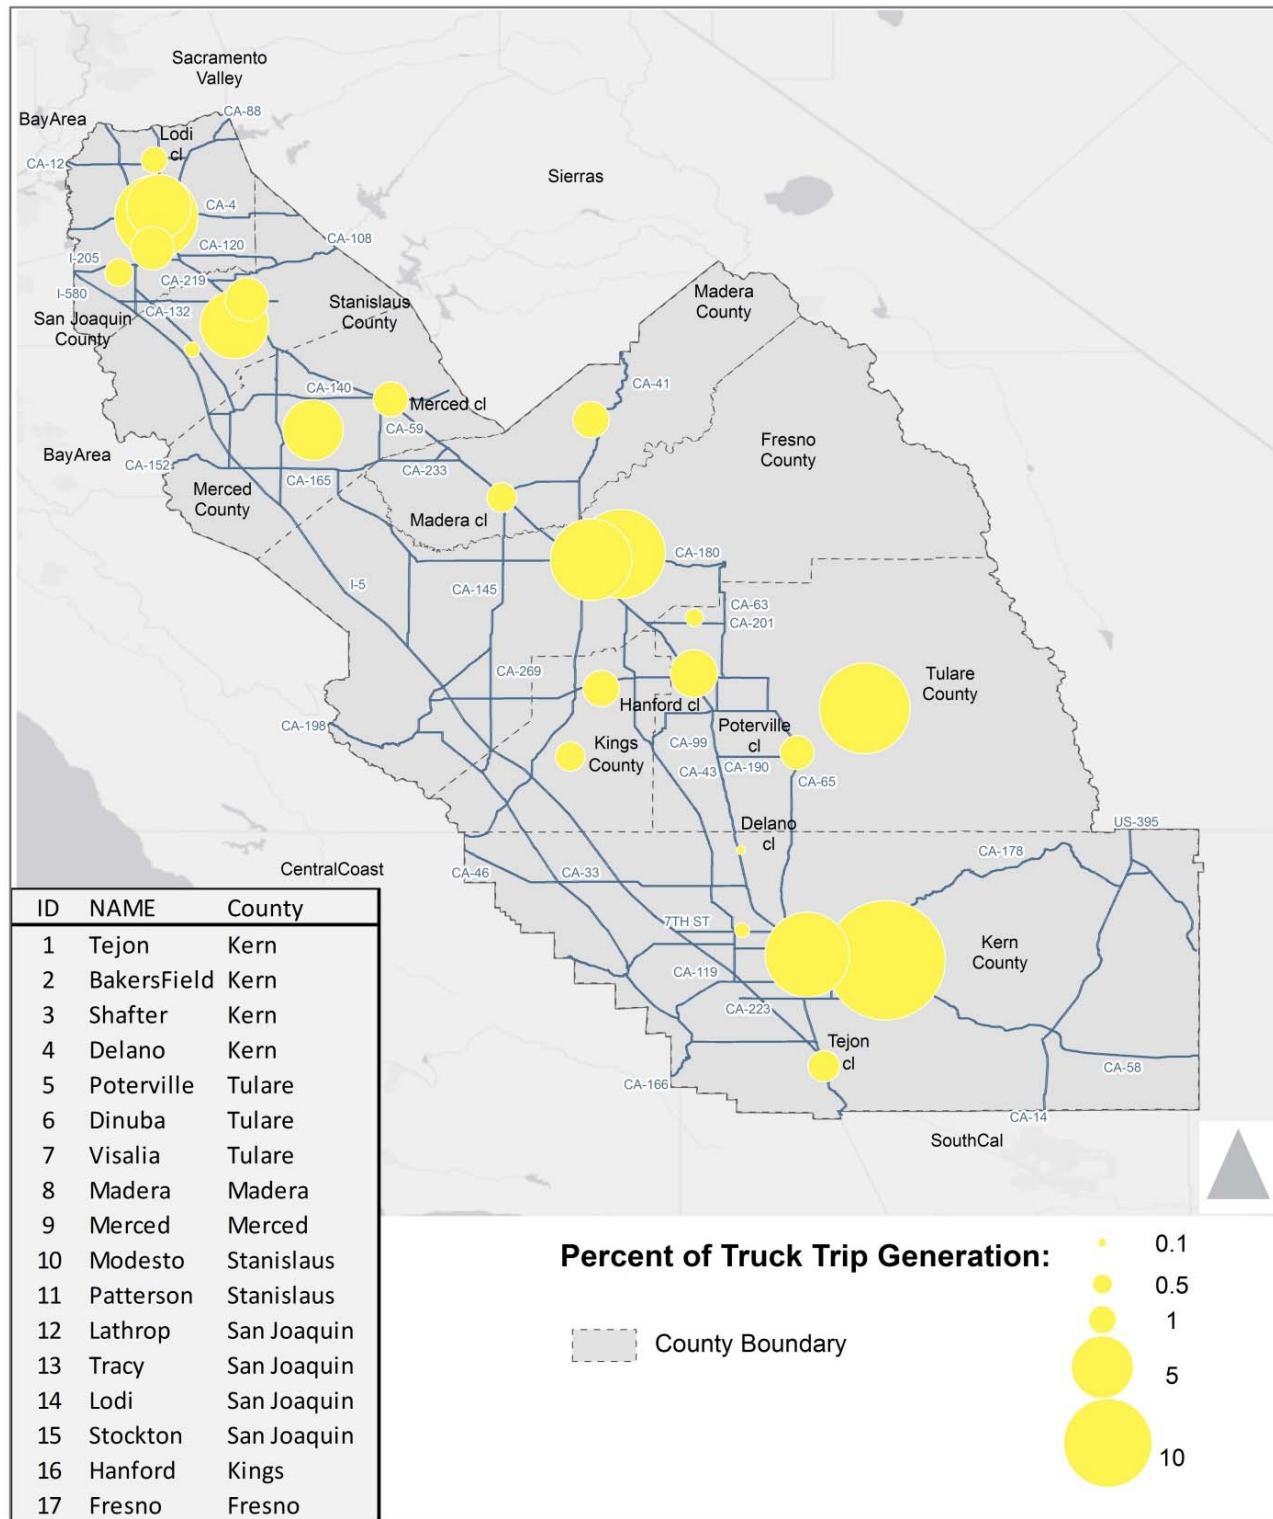 Sacramento
Valley
CA-88
BayArea
Lodi
cl
CA-12
Sierras
CA-4
CA-108
CA-120
I-205
CA-219
I-580
CA-132
Stanislaus
County
Madera
County
San Joaquin
County
CA-140
CA-41
Merced cl
CA-59
Fresno
County
BayArea
CA-152
CA-165
CA-233
Merced
County
Madera cl
I-5
CA-145
CA-180
CA-63
CA-201
CA-269
Tulare
County
Hanford cl
CA-198
Poterville
cl
Kings
County
CA-99
CA-43
CA-190
CA-65
Delano
cl
US-395
CA-178
CentralCoast
CA-46
CA-33
7TH ST
Kern
County
CA-119
CA-223
Tejon
cl
CA-166
CA-58
CA-14
SouthCal
ID NAME County
1 Tejon Kern
2 BakersField Kern
3 Shafter Kern
4 Delano Kern
5 Poterville Tulare
6 Dinuba Tulare
7 Visalia Tulare
8 Madera Madera
9 Merced Merced
10 Modesto Stanislaus
11 Patterson Stanislaus
12 Lathrop San Joaquin
13 Tracy San Joaquin
14 Lodi San Joaquin
15 Stockton San Joaquin
16 Hanford Kings
17 Fresno Fresno
Percent of Truck Trip Generation:
0.1
0.5
1
5
10
County Boundary